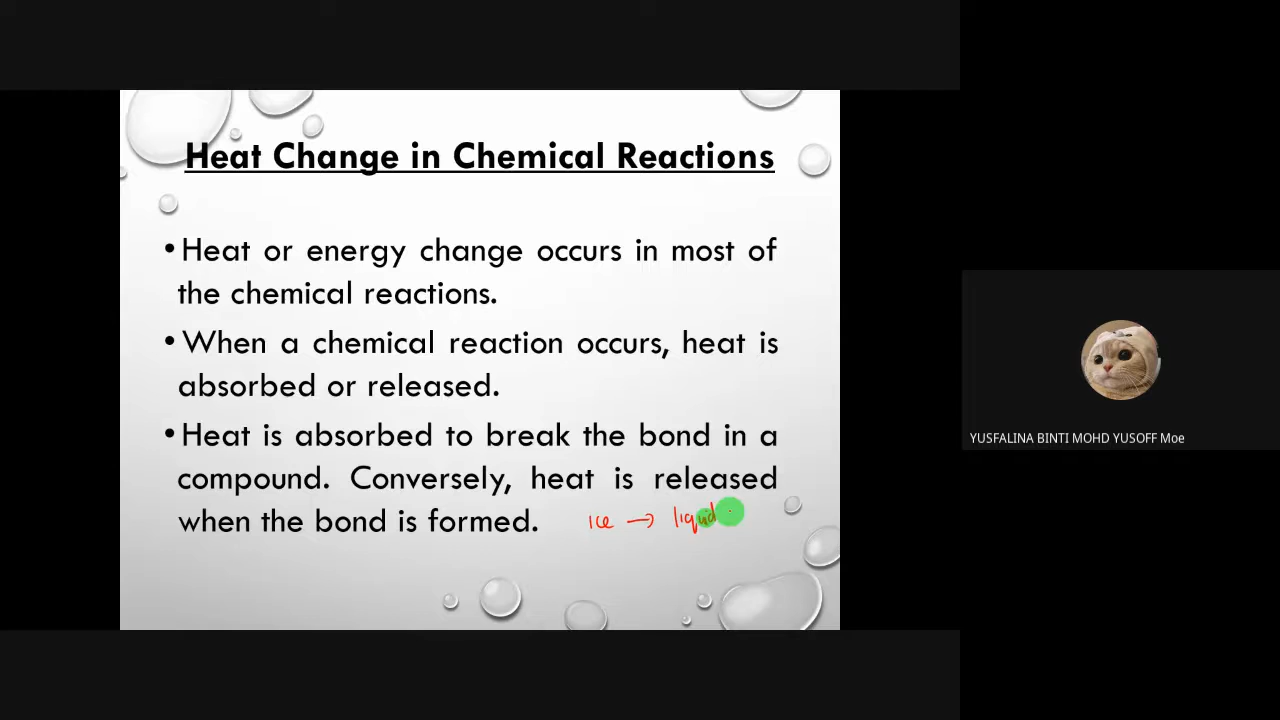 Heat Change in Chemical Reactions
•Heat or energy change occurs in most of
the chemical reactions.
•When a chemical reaction occurs, heat is
absorbed or released.
•Heat is absorbed to break the bond in a
compound. Conversely, heat is released
when the bond is formed.
ice → liquid
YUSFALINA BINTI MOHD YUSOFF Moe